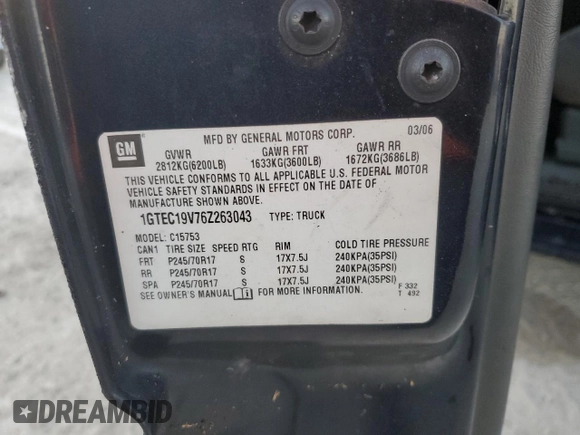 GM
MFD BY GENERAL MOTORS CORP. 03/06
GVWR GAWR FRT GAWR RR
2812KG(6200LB) 1633KG(3600LB) 1672KG(3686LB)
THIS VEHICLE CONFORMS TO ALL APPLICABLE U.S. FEDERAL MOTOR
VEHICLE SAFETY STANDARDS IN EFFECT ON THE DATE OF
MANUFACTURE SHOWN ABOVE.
1GTEC19V76Z263043 TYPE: TRUCK
MODEL: C15753
CAN1 TIRE SIZE SPEED RTG RIM COLD TIRE PRESSURE
FRT P245/70R17 S 17X7.5J 240KPA(35PSI)
RR P245/70R17 S 17X7.5J 240KPA(35PSI)
SPA P245/70R17 S 17X7.5J 240KPA(35PSI)
SEE OWNER'S MANUAL FOR MORE INFORMATION.
F 332
T 492
DREAMBID